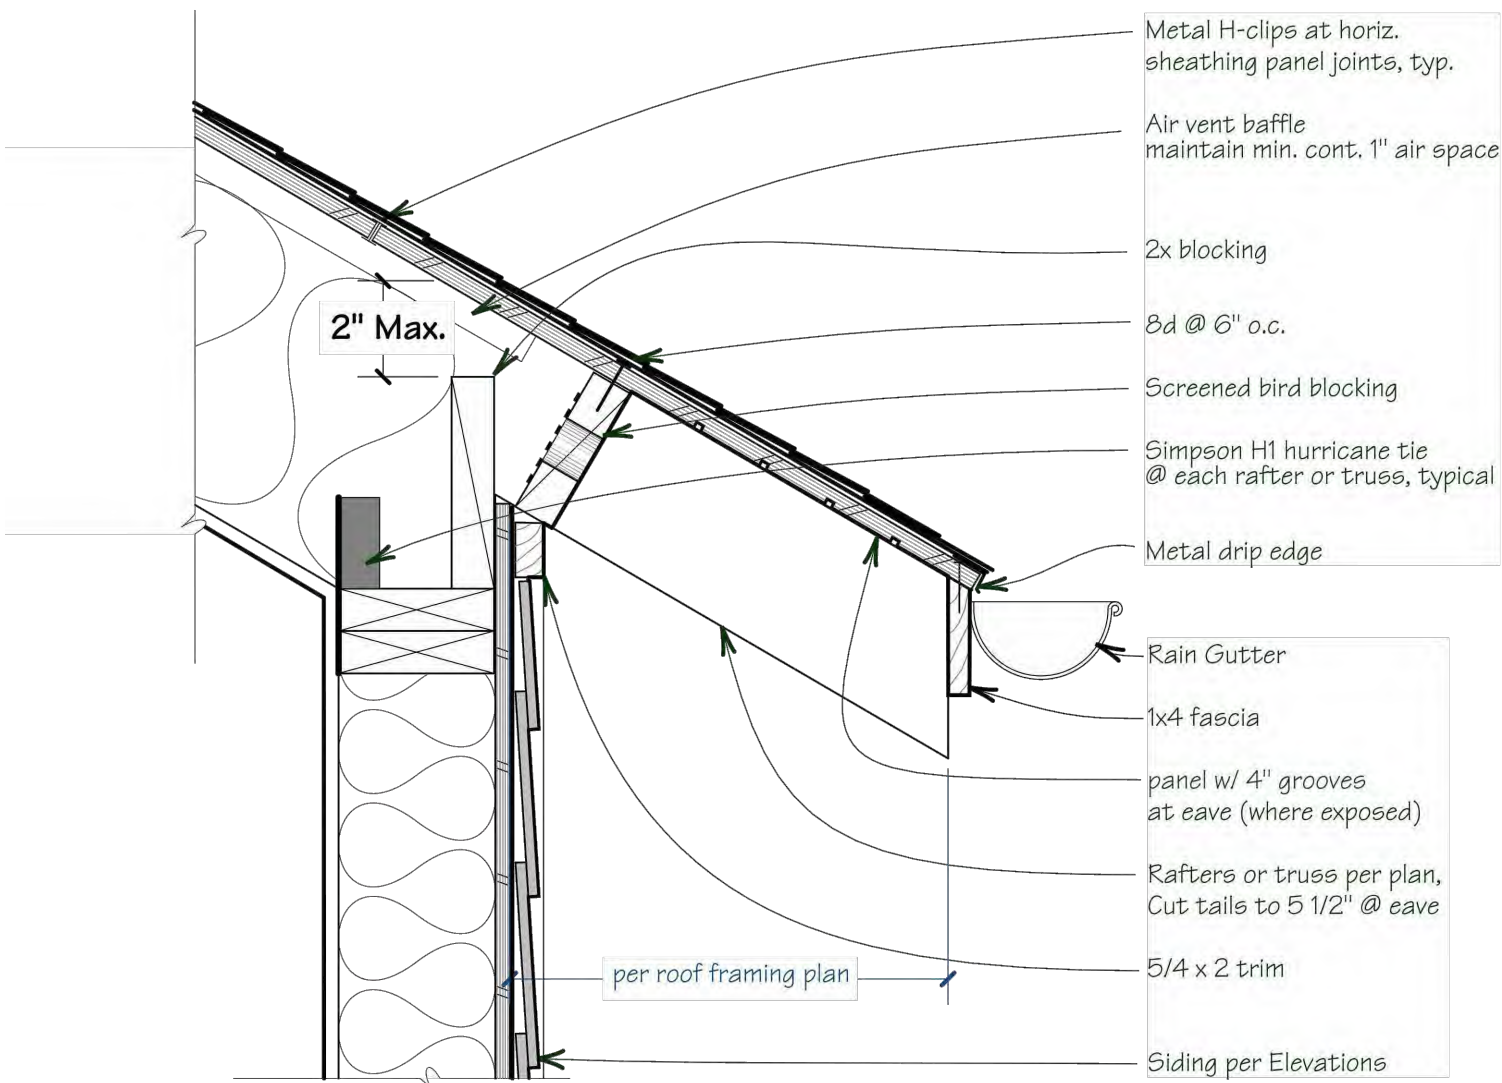 Metal H-clips at horiz.
sheathing panel joints, typ.
Air vent baffle
maintain min. cont. 1" air space
2x blocking
2" Max.
8d @ 6" o.c.
Screened bird blocking
Simpson H1 hurricane tie
@ each rafter or truss, typical
Metal drip edge
Rain Gutter
1x4 fascia
panel w/ 4" grooves
at eave (where exposed)
Rafters or truss per plan,
Cut tails to 5 1/2" @ eave
per roof framing plan
5/4 x 2 trim
Siding per Elevations